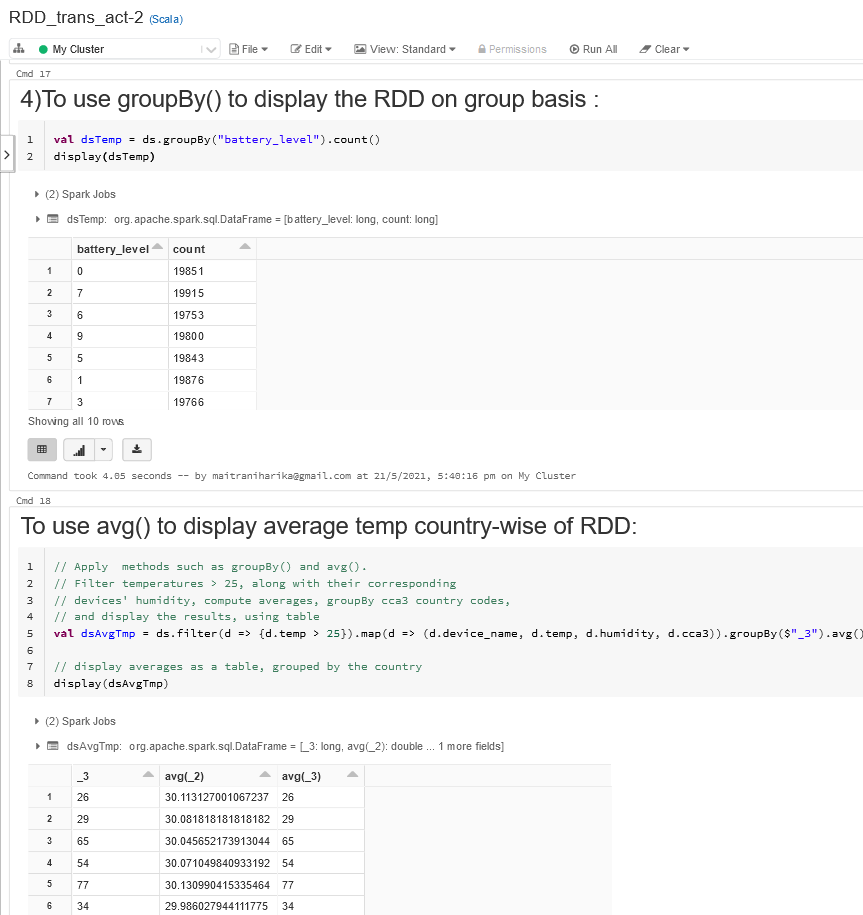 RDD_trans_act-2 (Scala)
My Cluster File Edit View: Standard Permissions Run All Clear
Cmd 17
4)To use groupBy() to display the RDD on group basis :
1 val dsTemp = ds.groupBy("battery_level").count()
2 display(dsTemp)
(2) Spark Jobs
dsTemp: org.apache.spark.sql.DataFrame = [battery_level: long, count: long]
battery_level count
1 0 19851
2 7 19915
3 6 19753
4 9 19800
5 5 19843
6 1 19876
7 3 19766
Showing all 10 rows.
Command took 4.05 seconds -- by maitraniharika@gmail.com at 21/5/2021, 5:40:16 pm on My Cluster
Cmd 18
To use avg() to display average temp country-wise of RDD:
1 // Apply  methods such as groupBy() and avg().
2 // Filter temperatures > 25, along with their corresponding
3 // devices' humidity, compute averages, groupBy cca3 country codes,
4 // and display the results, using table
5 val dsAvgTmp = ds.filter(d => {d.temp > 25}).map(d => (d.device_name, d.temp, d.humidity, d.cca3)).groupBy($"_3").avg()
6
7 // display averages as a table, grouped by the country
8 display(dsAvgTmp)
(2) Spark Jobs
dsAvgTmp: org.apache.spark.sql.DataFrame = [_3: long, avg(_2): double ... 1 more fields]
_3 avg(_2) avg(_3)
1 26 30.113127001067237 26
2 29 30.081818181818182 29
3 65 30.045652173913044 65
4 54 30.071049840933192 54
5 77 30.130990415335464 77
6 34 29.986027944111775 34